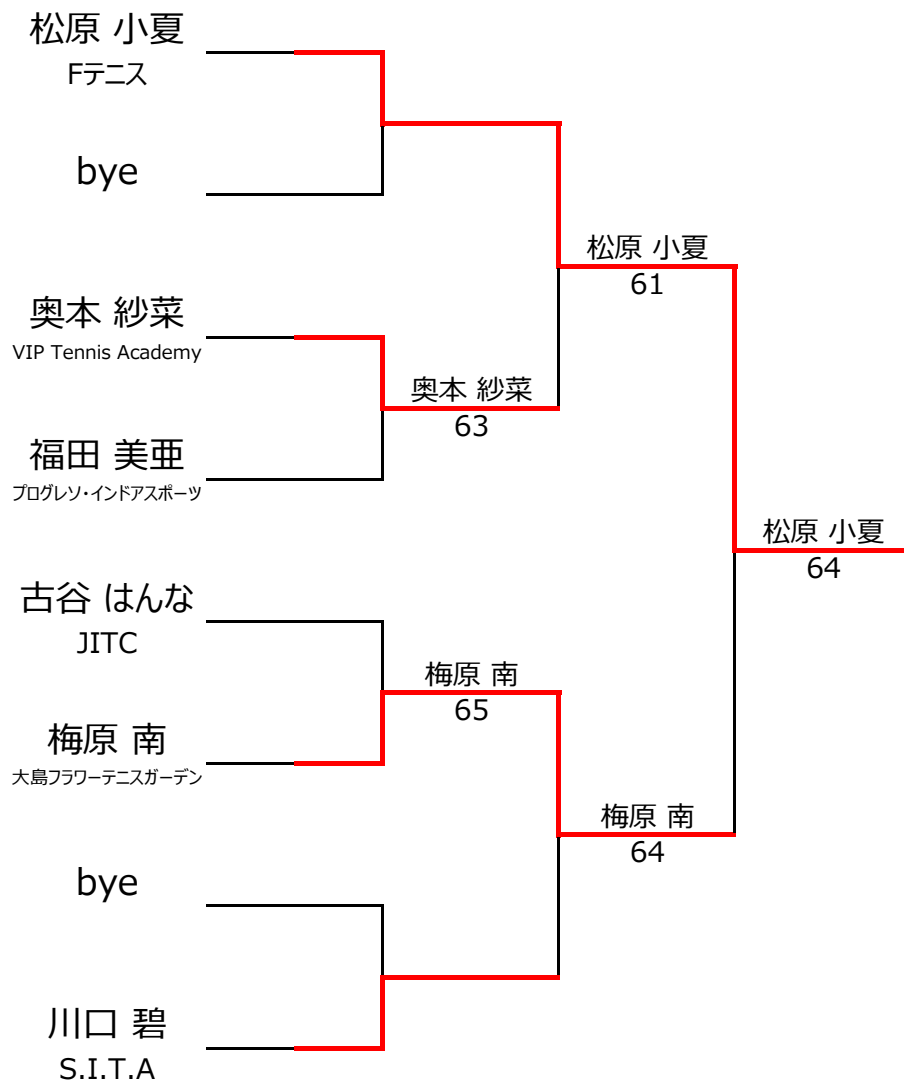 松原 小夏
Fテニス
bye
奥本 紗菜
VIP Tennis Academy
福田 美亜
プログレソ・インドアスポーツ
古谷 はんな
JITC
梅原 南
大島フラワーテニスガーデン
bye
川口 碧
S.I.T.A
奥本 紗菜
63
梅原 南
65
松原 小夏
61
梅原 南
64
松原 小夏
64